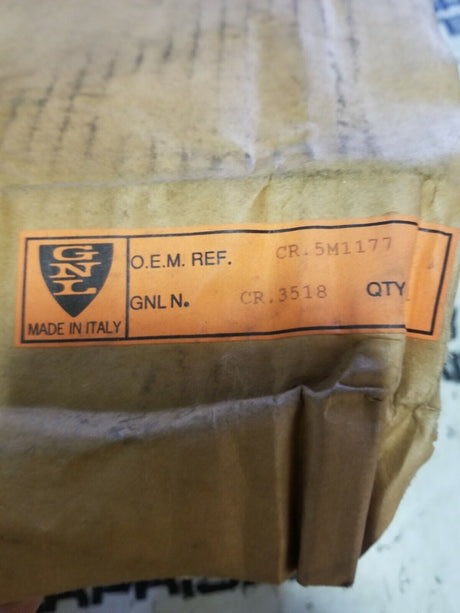 GNL
MADE IN ITALY
O.E.M. REF. CR.5M1177
GNL N. CR.3518 QTY